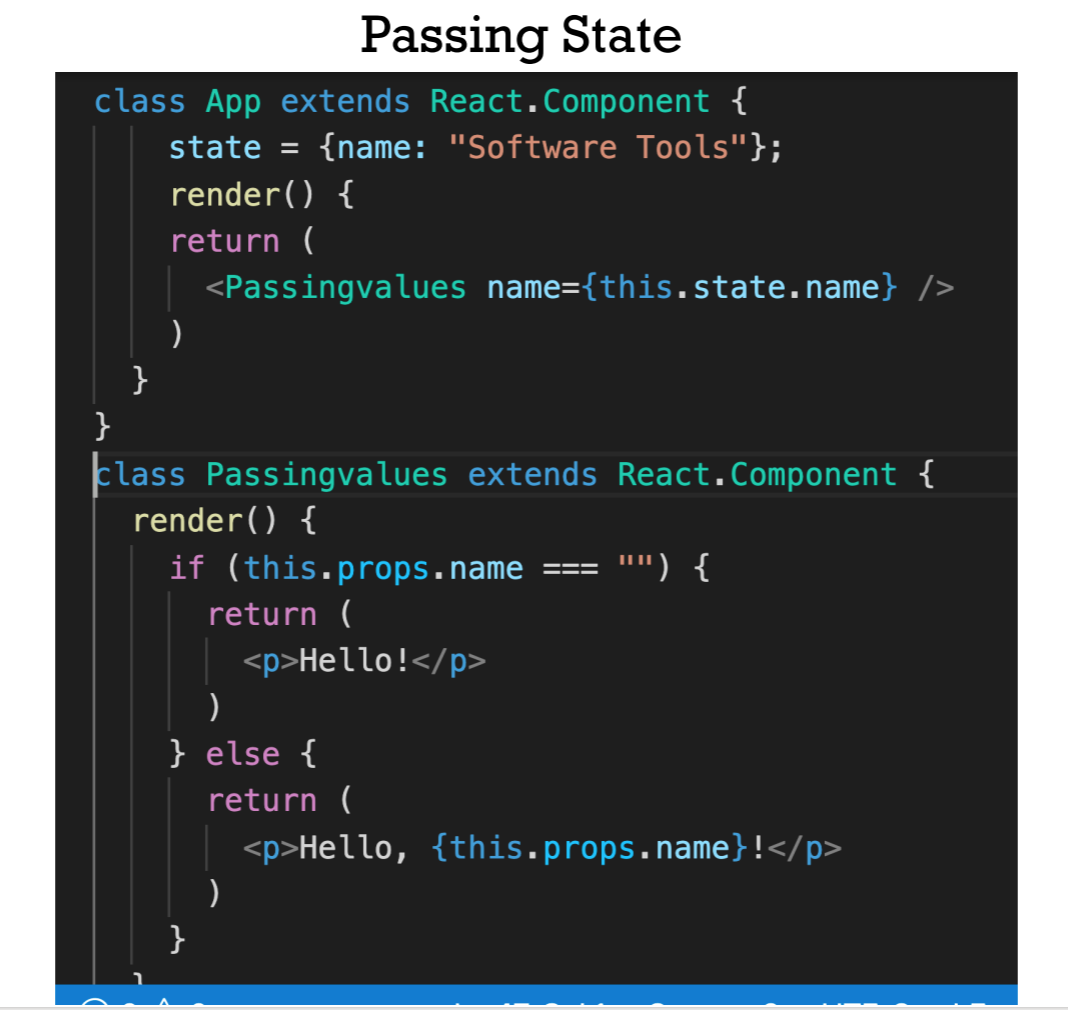 Passing State
class App extends React.Component {
state = {name: "Software Tools"};
render() {
return (
<Passingvalues name={this.state.name} />
)
}
}
class Passingvalues extends React.Component {
render() {
if (this.props.name === "") {
return (
<p>Hello!</p>
)
} else {
return (
<p>Hello, {this.props.name}!</p>
)
}
}